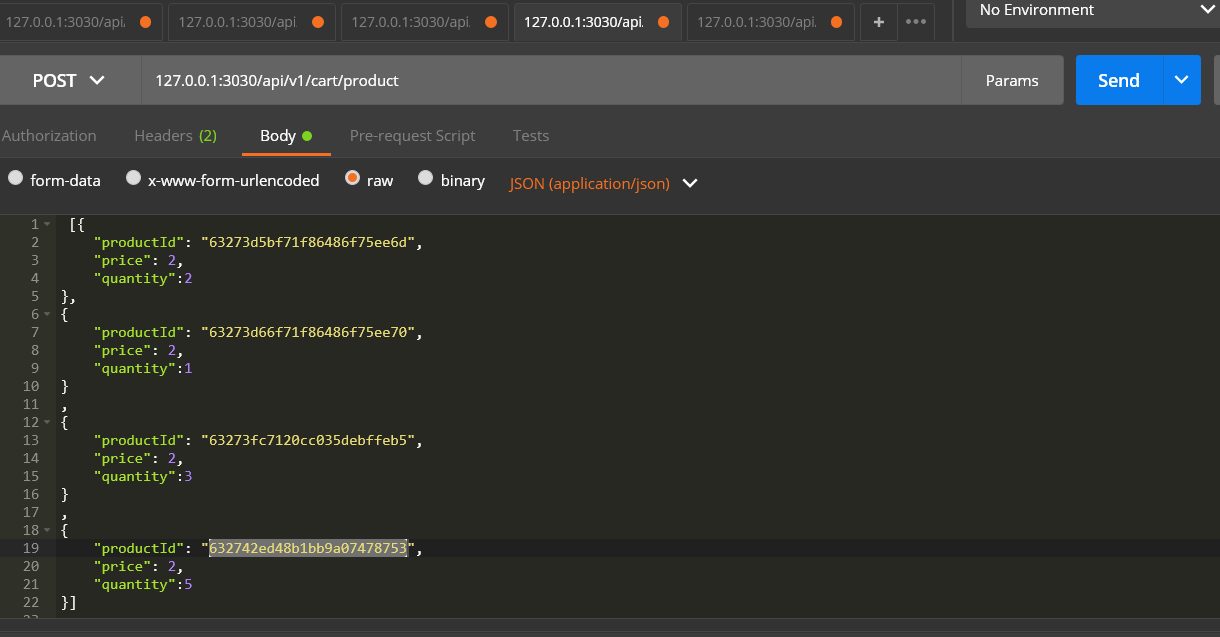 127.0.0.1:3030/api. 127.0.0.1:3030/api 127.0.0.1:3030/api. 127.0.0.1:3030/api. 127.0.0.1:3030/api. + ••• No Environment
POST 127.0.0.1:3030/api/v1/cart/product Params Send
Authorization Headers (2) Body Pre-request Script Tests
form-data x-www-form-urlencoded raw binary JSON (application/json)
1 [{
2 "productId": "63273d5bf71f86486f75ee6d",
3 "price": 2,
4 "quantity":2
5 },
6 {
7 "productId": "63273d66f71f86486f75ee70",
8 "price": 2,
9 "quantity":1
10 }
11 ,
12 {
13 "productId": "63273fc7120cc035debffeb5",
14 "price": 2,
15 "quantity":3
16 }
17 ,
18 {
19 "productId": "632742ed48b1bb9a07478753",
20 "price": 2,
21 "quantity":5
22 }]